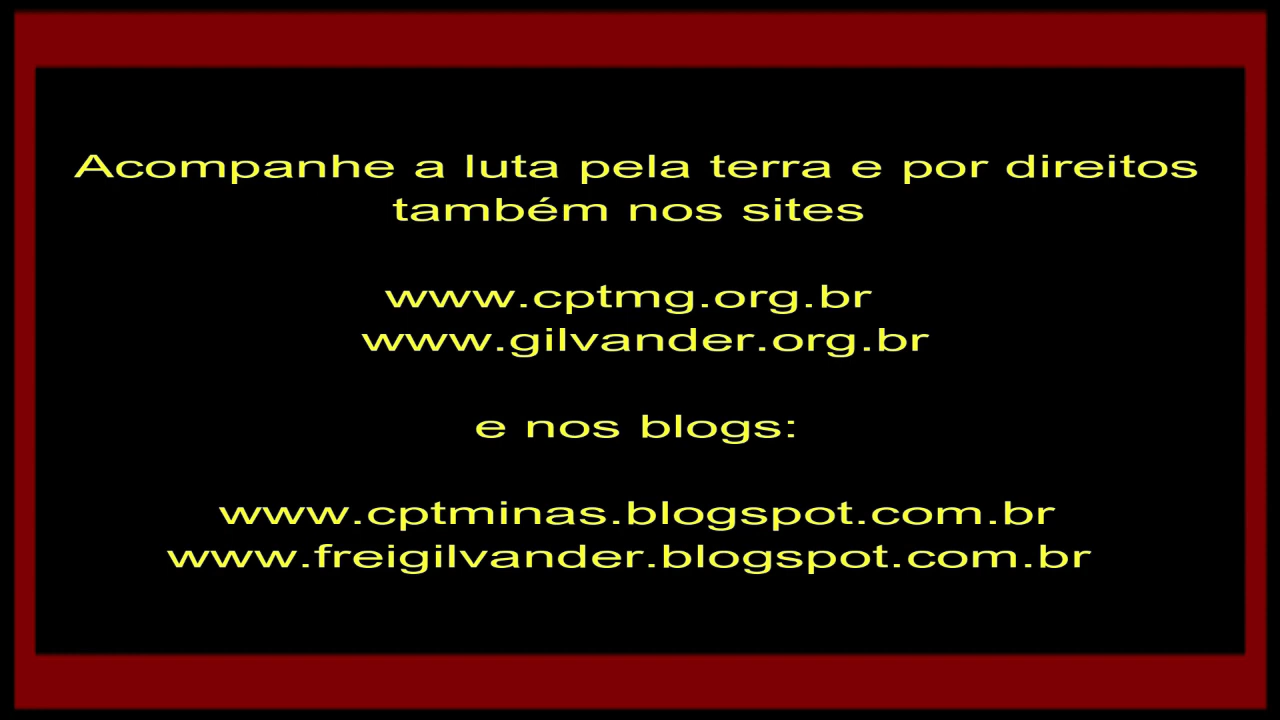 Acompanhe a luta pela terra e por direitos
também nos sites
www.cptmg.org.br
www.gilvander.org.br
e nos blogs:
www.cptminas.blogspot.com.br
www.freigilvander.blogspot.com.br